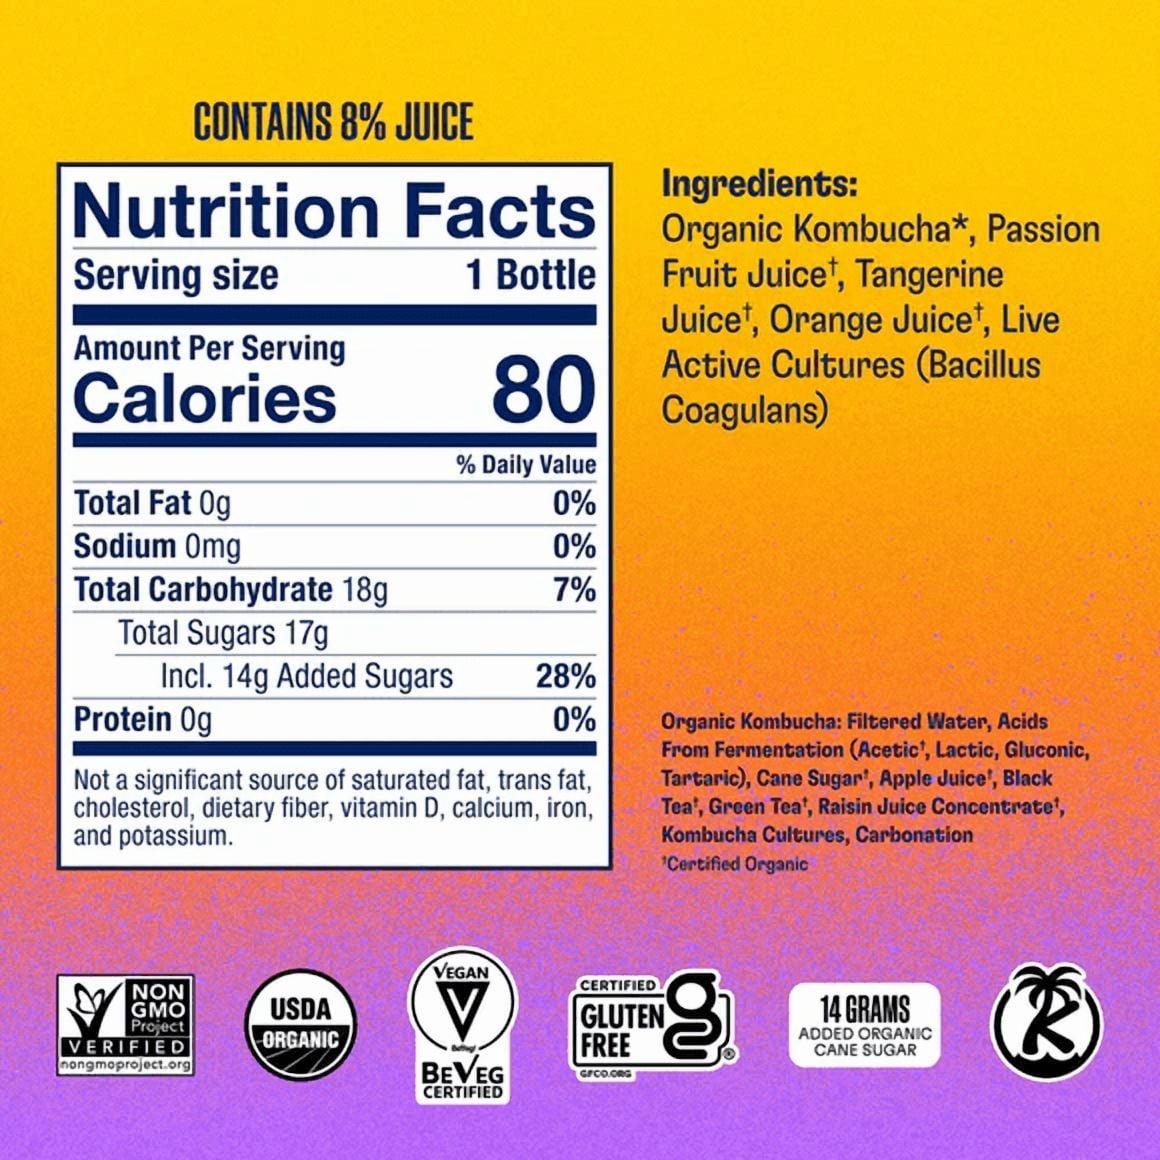 CONTAINS 8% JUICE
Nutrition Facts
Serving size 1 Bottle
Amount Per Serving
Calories 80
% Daily Value
Total Fat 0g 0%
Sodium 0mg 0%
Total Carbohydrate 18g 7%
Total Sugars 17g
Incl. 14g Added Sugars 28%
Protein 0g 0%
Not a significant source of saturated fat, trans fat,
cholesterol, dietary fiber, vitamin D, calcium, iron,
and potassium.
Ingredients:
Organic Kombucha*, Passion
Fruit Juice†, Tangerine
Juice†, Orange Juice†, Live
Active Cultures (Bacillus
Coagulans)
Organic Kombucha: Filtered Water, Acids
From Fermentation (Acetic†, Lactic, Gluconic,
Tartaric), Cane Sugar†, Apple Juice†, Black
Tea†, Green Tea†, Raisin Juice Concentrate†,
Kombucha Cultures, Carbonation
†Certified Organic
NON
GMO
Project
VERIFIED
nongmoproject.org
USDA
ORGANIC
VEGAN
V
BEVEG
CERTIFIED
CERTIFIED
GLUTEN
FREE
g
®
GFCO.ORG
14 GRAMS
ADDED ORGANIC
CANE SUGAR